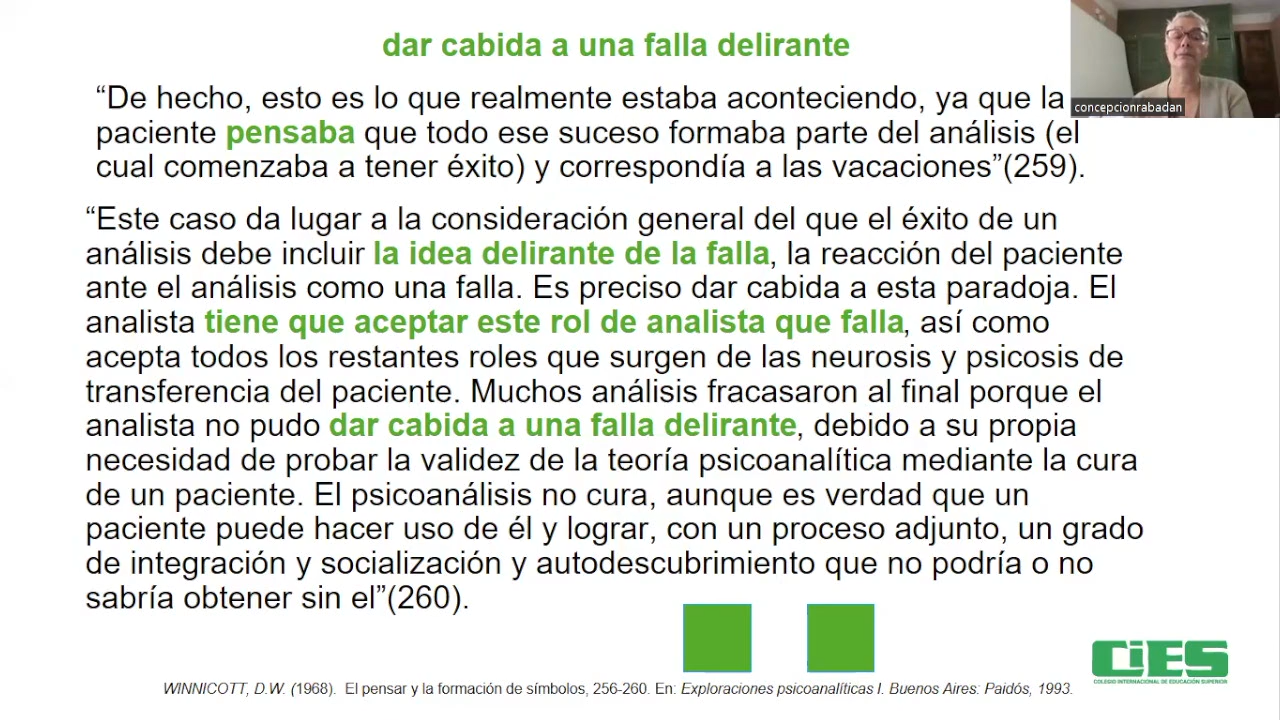 dar cabida a una falla delirante
concepcionrabadan
“De hecho, esto es lo que realmente estaba aconteciendo, ya que la
paciente pensaba que todo ese suceso formaba parte del análisis (el
cual comenzaba a tener éxito) y correspondía a las vacaciones”(259).
“Este caso da lugar a la consideración general del que el éxito de un
análisis debe incluir la idea delirante de la falla, la reacción del paciente
ante el análisis como una falla. Es preciso dar cabida a esta paradoja. El
analista tiene que aceptar este rol de analista que falla, así como
acepta todos los restantes roles que surgen de las neurosis y psicosis de
transferencia del paciente. Muchos análisis fracasaron al final porque el
analista no pudo dar cabida a una falla delirante, debido a su propia
necesidad de probar la validez de la teoría psicoanalítica mediante la cura
de un paciente. El psicoanálisis no cura, aunque es verdad que un
paciente puede hacer uso de él y lograr, con un proceso adjunto, un grado
de integración y socialización y autodescubrimiento que no podría o no
sabría obtener sin el”(260).
CiES
COLEGIO INTERNACIONAL DE EDUCACIÓN SUPERIOR
WINNICOTT, D.W. (1968). El pensar y la formación de símbolos, 256-260. En: Exploraciones psicoanalíticas I. Buenos Aires: Paidós, 1993.